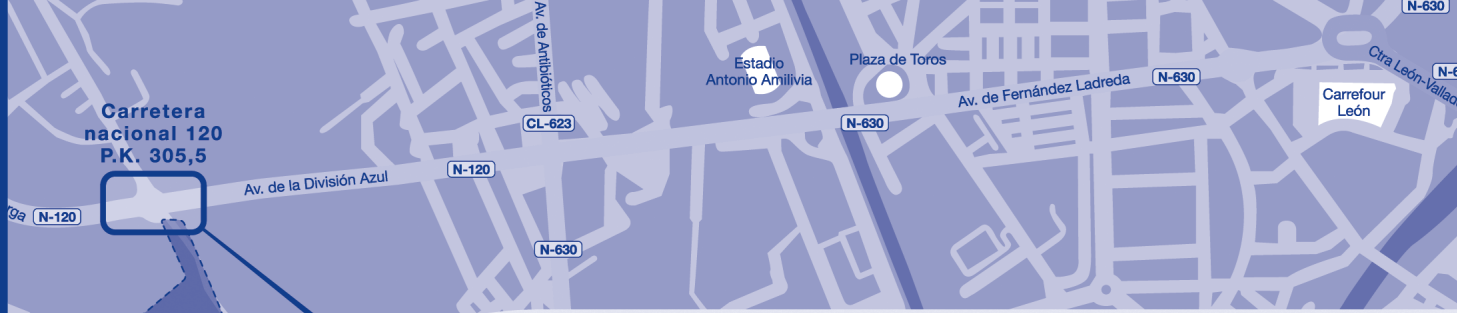 N-630
Av. de Antibióticos
Estadio
Antonio Amilivia
Plaza de Toros
Ctra León-Vallad
Av. de Fernández Ladreda
N-630
Carrefour
León
Carretera
nacional 120
P.K. 305,5
CL-623
N-630
N-120
Av. de la División Azul
rga
N-120
N-630